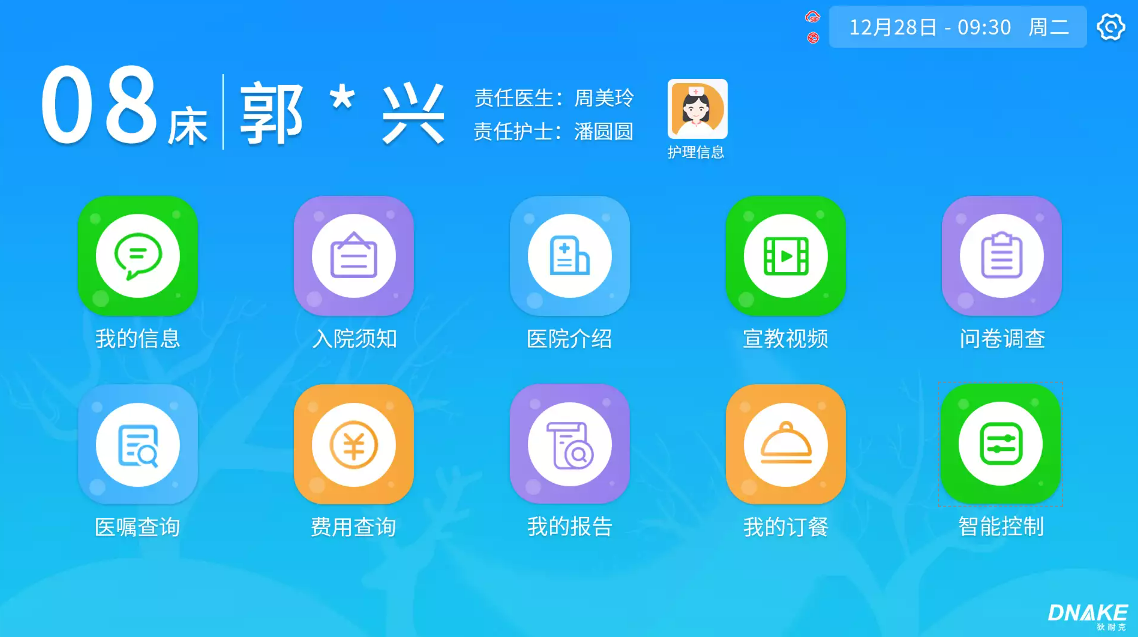 12月28日 - 09:30 周二
08床 郭 * 兴
责任医生：周美玲
责任护士：潘圆圆
护理信息
我的信息 入院须知 医院介绍 宣教视频 问卷调查
医嘱查询 费用查询 我的报告 我的订餐 智能控制
DNAKE
狄耐克